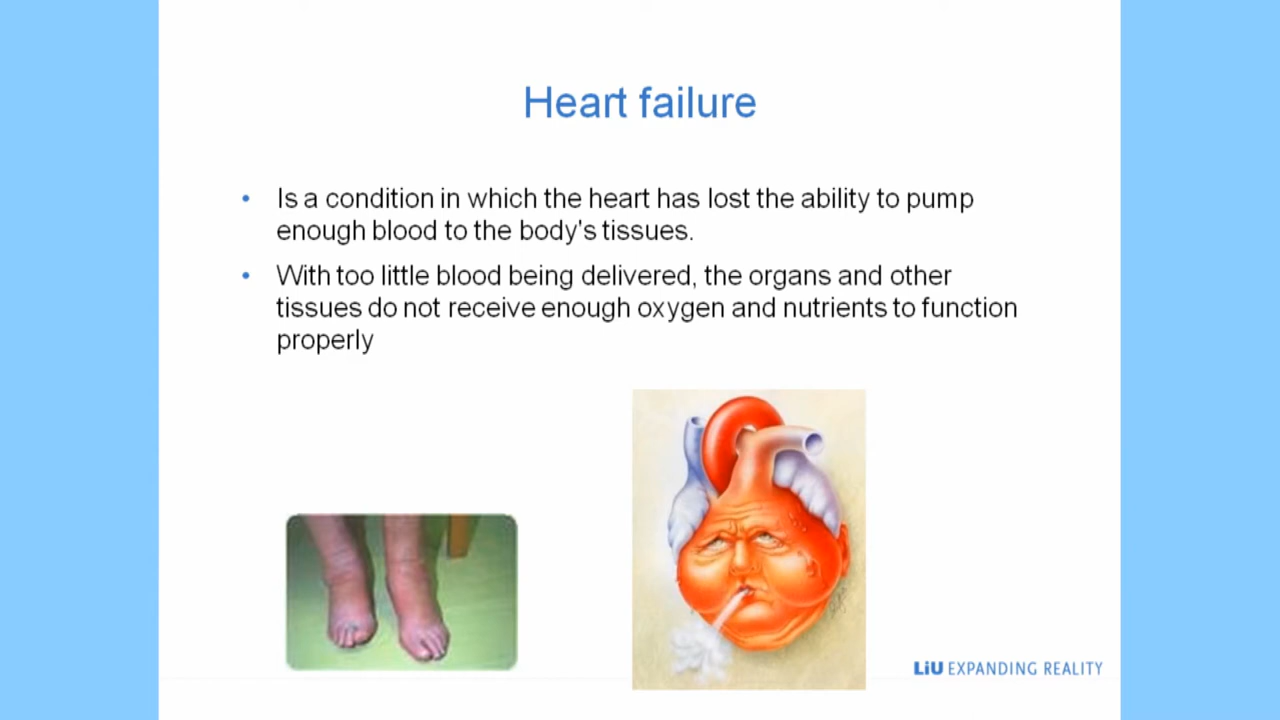 Heart failure
• Is a condition in which the heart has lost the ability to pump
enough blood to the body's tissues.
• With too little blood being delivered, the organs and other
tissues do not receive enough oxygen and nutrients to function
properly
LiU EXPANDING REALITY